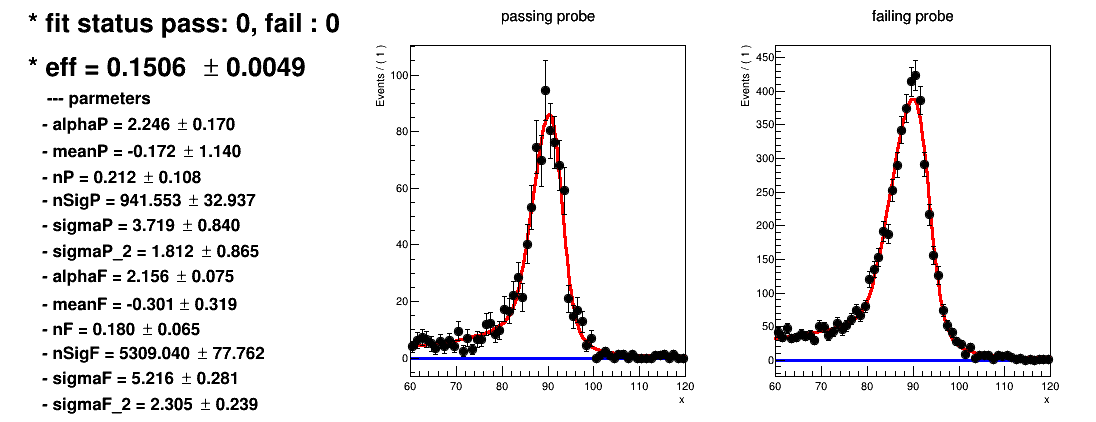 * fit status pass: 0, fail : 0
* eff = 0.1506 ± 0.0049
--- parmeters
- alphaP = 2.246 ± 0.170
- meanP = -0.172 ± 1.140
- nP = 0.212 ± 0.108
- nSigP = 941.553 ± 32.937
- sigmaP = 3.719 ± 0.840
- sigmaP_2 = 1.812 ± 0.865
- alphaF = 2.156 ± 0.075
- meanF = -0.301 ± 0.319
- nF = 0.180 ± 0.065
- nSigF = 5309.040 ± 77.762
- sigmaF = 5.216 ± 0.281
- sigmaF_2 = 2.305 ± 0.239
passing probe
Events / ( 1 )
100
80
60
40
20
0
60 70 80 90 100 110 120
x
failing probe
Events / ( 1 )
450
400
350
300
250
200
150
100
50
0
60 70 80 90 100 110 120
x